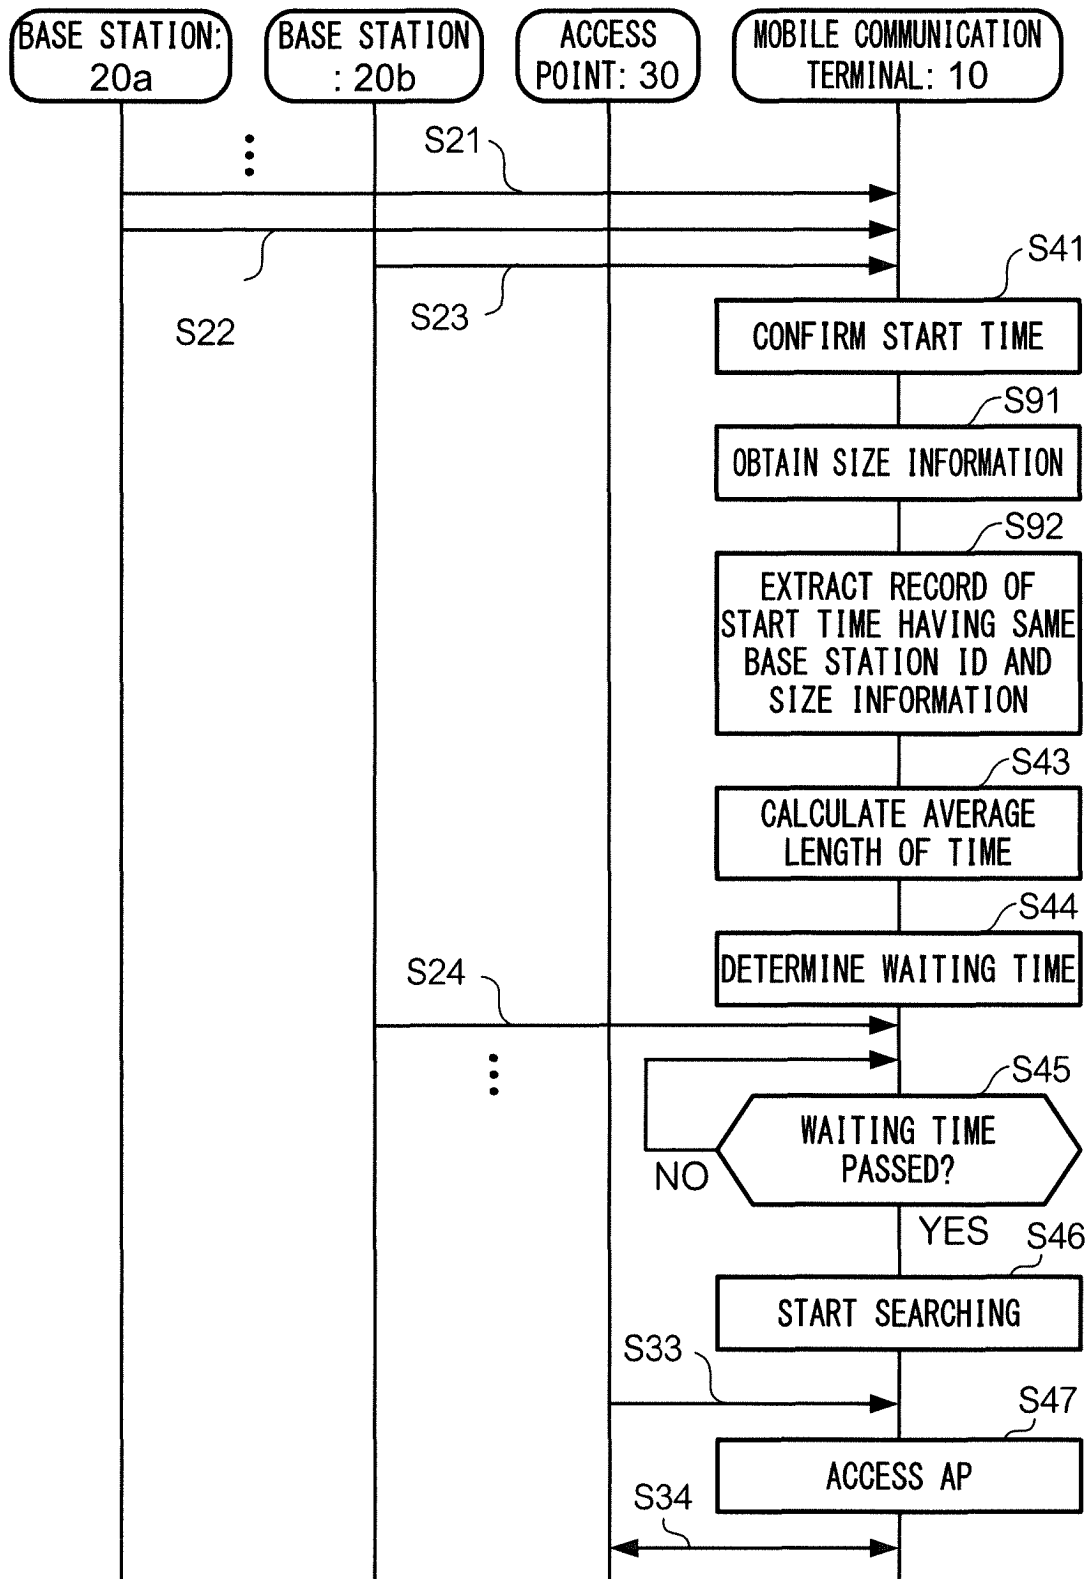 BASE STATION:
20a
BASE STATION
: 20b
ACCESS
POINT: 30
MOBILE COMMUNICATION
TERMINAL: 10
S21
S22
S23
S41
CONFIRM START TIME
S91
OBTAIN SIZE INFORMATION
S92
EXTRACT RECORD OF
START TIME HAVING SAME
BASE STATION ID AND
SIZE INFORMATION
S43
CALCULATE AVERAGE
LENGTH OF TIME
S44
DETERMINE WAITING TIME
S24
S45
WAITING TIME
PASSED?
NO
YES
S46
START SEARCHING
S33
S47
ACCESS AP
S34